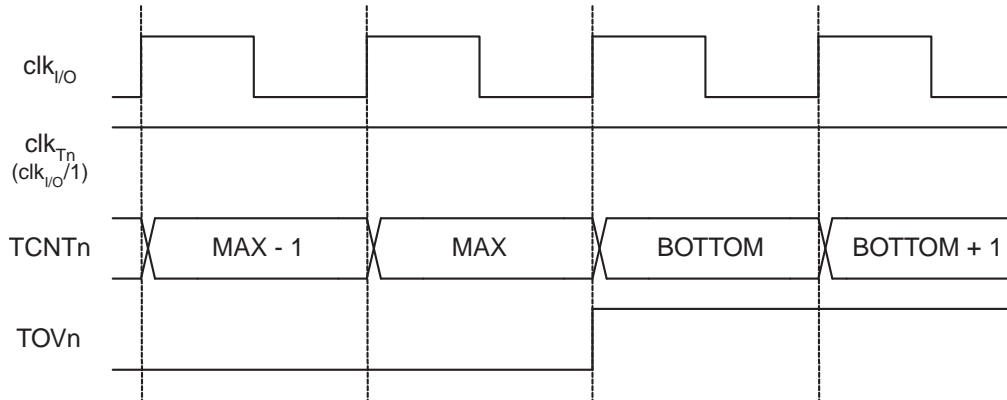 clkI/O
clkTn
(clkI/O/1)
TCNTn MAX - 1 MAX BOTTOM BOTTOM + 1
TOVn